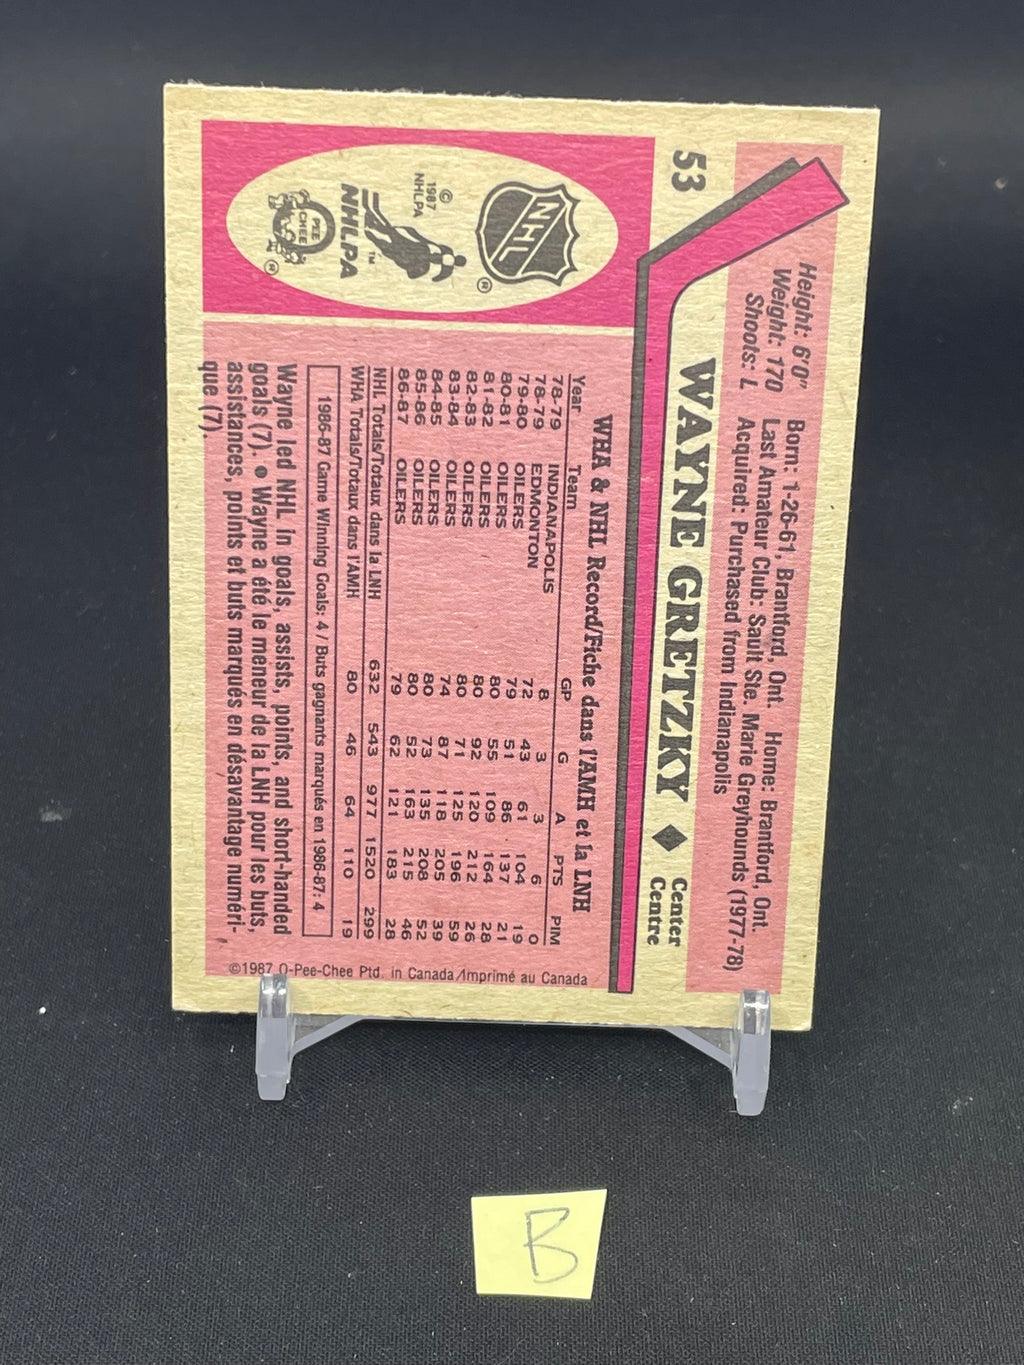 53
Height: 6'0" Born: 1-26-61, Brantford, Ont. Home: Brantford, Ont.
Weight: 170 Last Amateur Club: Sault Ste. Marie Greyhounds (1977-78)
Shoots: L Acquired: Purchased from Indianapolis
WAYNE GRETZKY ♦ Center
Centre
NHL ®
© 1987 NHLPA
NHLPA ™
O PEE CHEE ®
WHA & NHL Record/Fiche dans l'AMH et la LNH
Year Team GP G A PTS PIM
78-79 INDIANAPOLIS 8 3 3 6 0
78-79 EDMONTON 72 43 61 104 19
79-80 OILERS 79 51 86 137 21
80-81 OILERS 80 55 109 164 28
81-82 OILERS 80 92 120 212 26
82-83 OILERS 80 71 125 196 59
83-84 OILERS 74 87 118 205 39
84-85 OILERS 80 73 135 208 52
85-86 OILERS 80 52 163 215 46
86-87 OILERS 79 62 121 183 28
NHL Totals/Totaux dans la LNH 632 543 977 1520 299
WHA Totals/Totaux dans l'AMH 80 46 64 110 19
1986-87 Game Winning Goals: 4 / Buts gagnants marqués en 1986-87: 4
Wayne led NHL in goals, assists, points, and short-handed
goals (7). ● Wayne a été le meneur de la LNH pour les buts,
assistances, points et buts marqués en désavantage numéri-
que (7).
©1987 O-Pee-Chee Ptd. in Canada/Imprimé au Canada
B